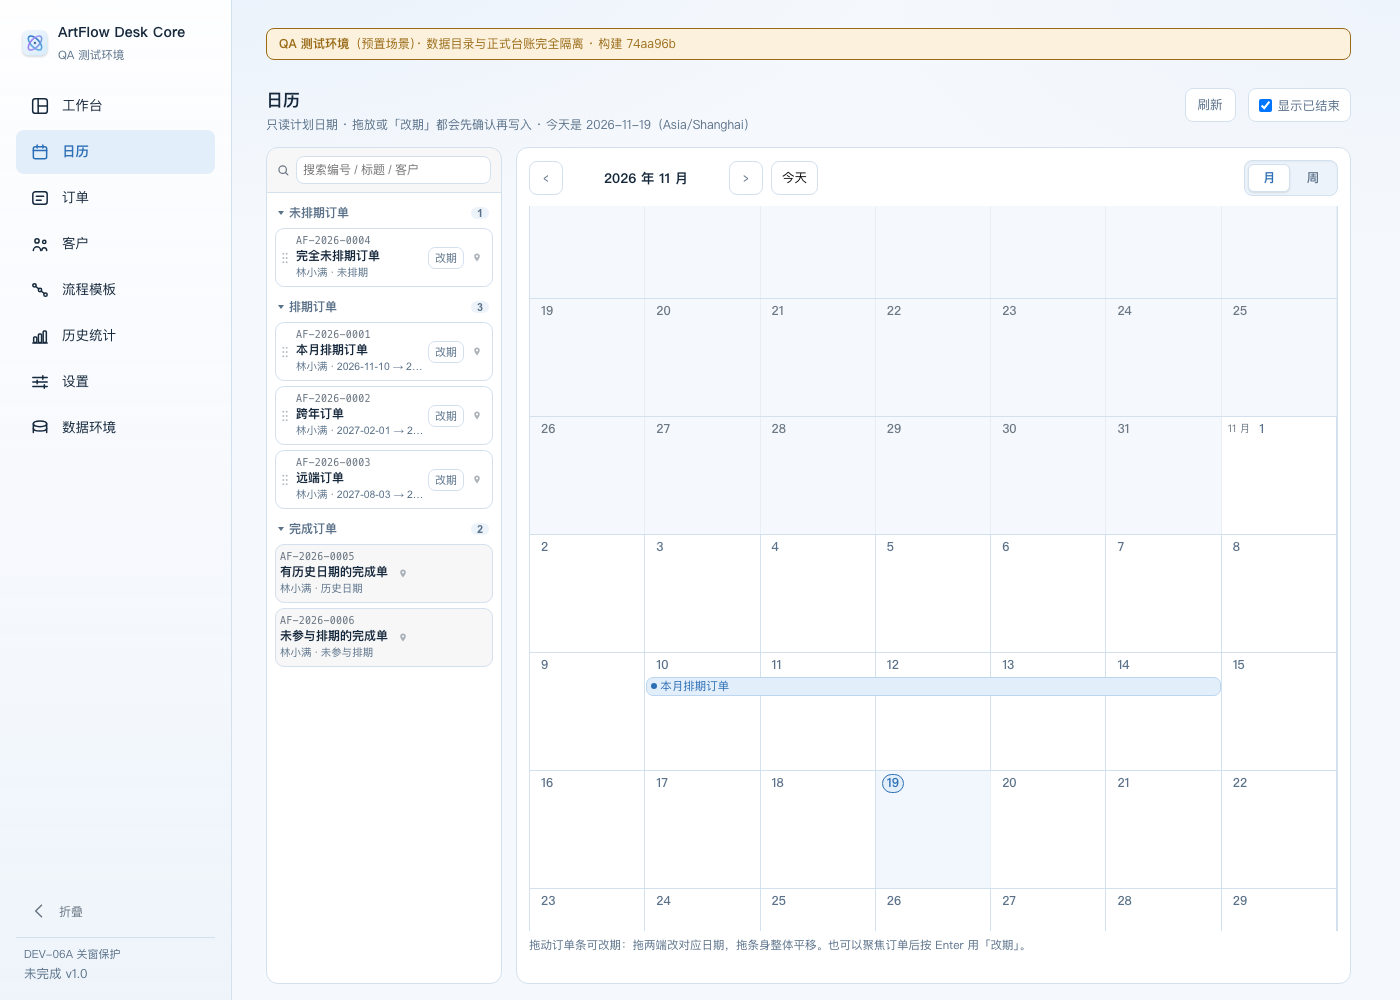 ArtFlow Desk Core
QA 测试环境
工作台
日历
订单
客户
流程模板
历史统计
设置
数据环境
折叠
DEV-06A 关窗保护
未完成 v1.0
QA 测试环境（预置场景）· 数据目录与正式台账完全隔离 · 构建 74aa96b
日历
只读计划日期 · 拖放或「改期」都会先确认再写入 · 今天是 2026-11-19（Asia/Shanghai）
刷新
显示已结束
搜索编号 / 标题 / 客户
未排期订单 1
AF-2026-0004
完全未排期订单
林小满 · 未排期
改期
排期订单 3
AF-2026-0001
本月排期订单
林小满 · 2026-11-10 → 2...
改期
AF-2026-0002
跨年订单
林小满 · 2027-02-01 → 2...
改期
AF-2026-0003
远端订单
林小满 · 2027-08-03 → 2...
改期
完成订单 2
AF-2026-0005
有历史日期的完成单
林小满 · 历史日期
AF-2026-0006
未参与排期的完成单
林小满 · 未参与排期
2026 年 11 月
今天
月 周
19 20 21 22 23 24 25
26 27 28 29 30 31 11 月 1
2 3 4 5 6 7 8
9 10 11 12 13 14 15
本月排期订单
16 17 18 19 20 21 22
23 24 25 26 27 28 29
拖动订单条可改期：拖两端改对应日期，拖条身整体平移。也可以聚焦订单后按 Enter 用「改期」。